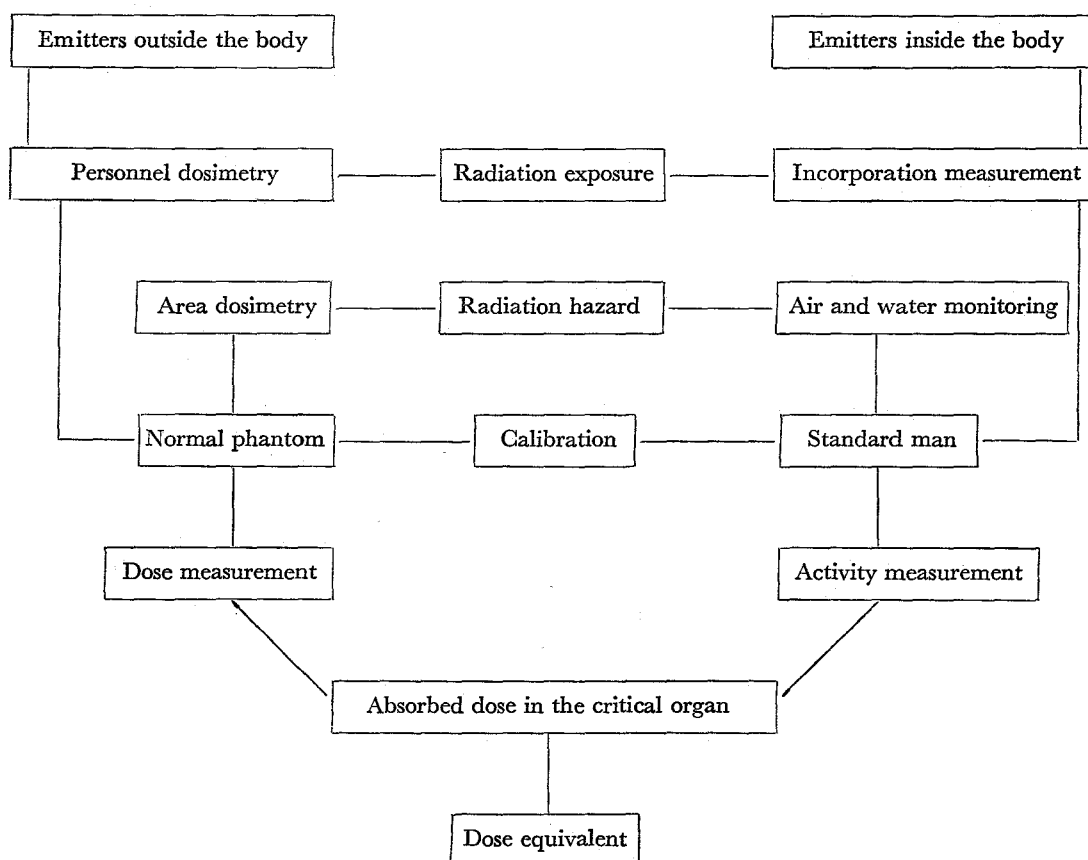 Emitters outside the body
Emitters inside the body
Personnel dosimetry
Radiation exposure
Incorporation measurement
Area dosimetry
Radiation hazard
Air and water monitoring
Normal phantom
Calibration
Standard man
Dose measurement
Activity measurement
Absorbed dose in the critical organ
Dose equivalent